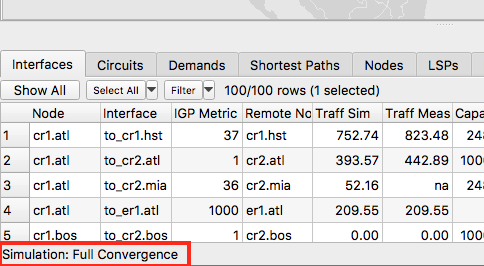 Interfaces Circuits Demands Shortest Paths Nodes LSPs
Show All Select All Filter 100/100 rows (1 selected)
Node Interface IGP Metric Remote No Traff Sim Traff Meas Capa
1 cr1.atl to_cr1.hst 37 cr1.hst 752.74 823.48 248
2 cr1.atl to_cr2.atl 1 cr2.atl 393.57 442.89 1000
3 cr1.atl to_cr2.mia 36 cr2.mia 52.16 na 248
4 cr1.atl to_er1.atl 1000 er1.atl 209.55 209.55
5 cr1.bos to_cr2.bos 1 cr2.bos 0.00 0.00 1000
Simulation: Full Convergence